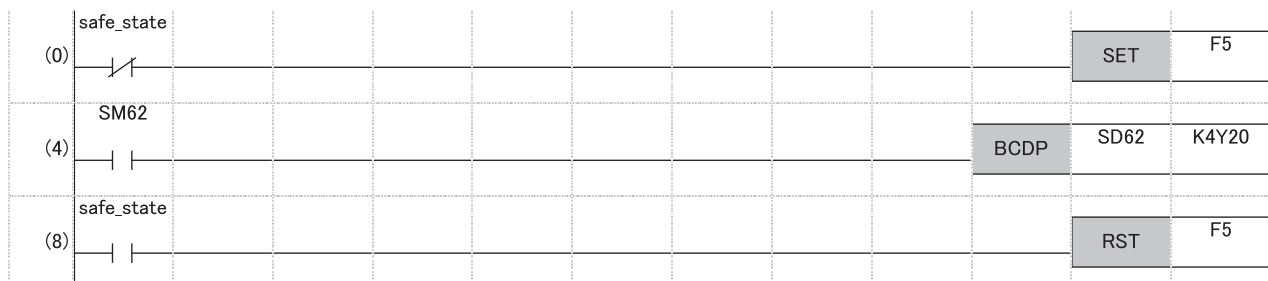 safe_state
(0) SET F5
SM62
(4) BCDP SD62 K4Y20
safe_state
(8) RST F5